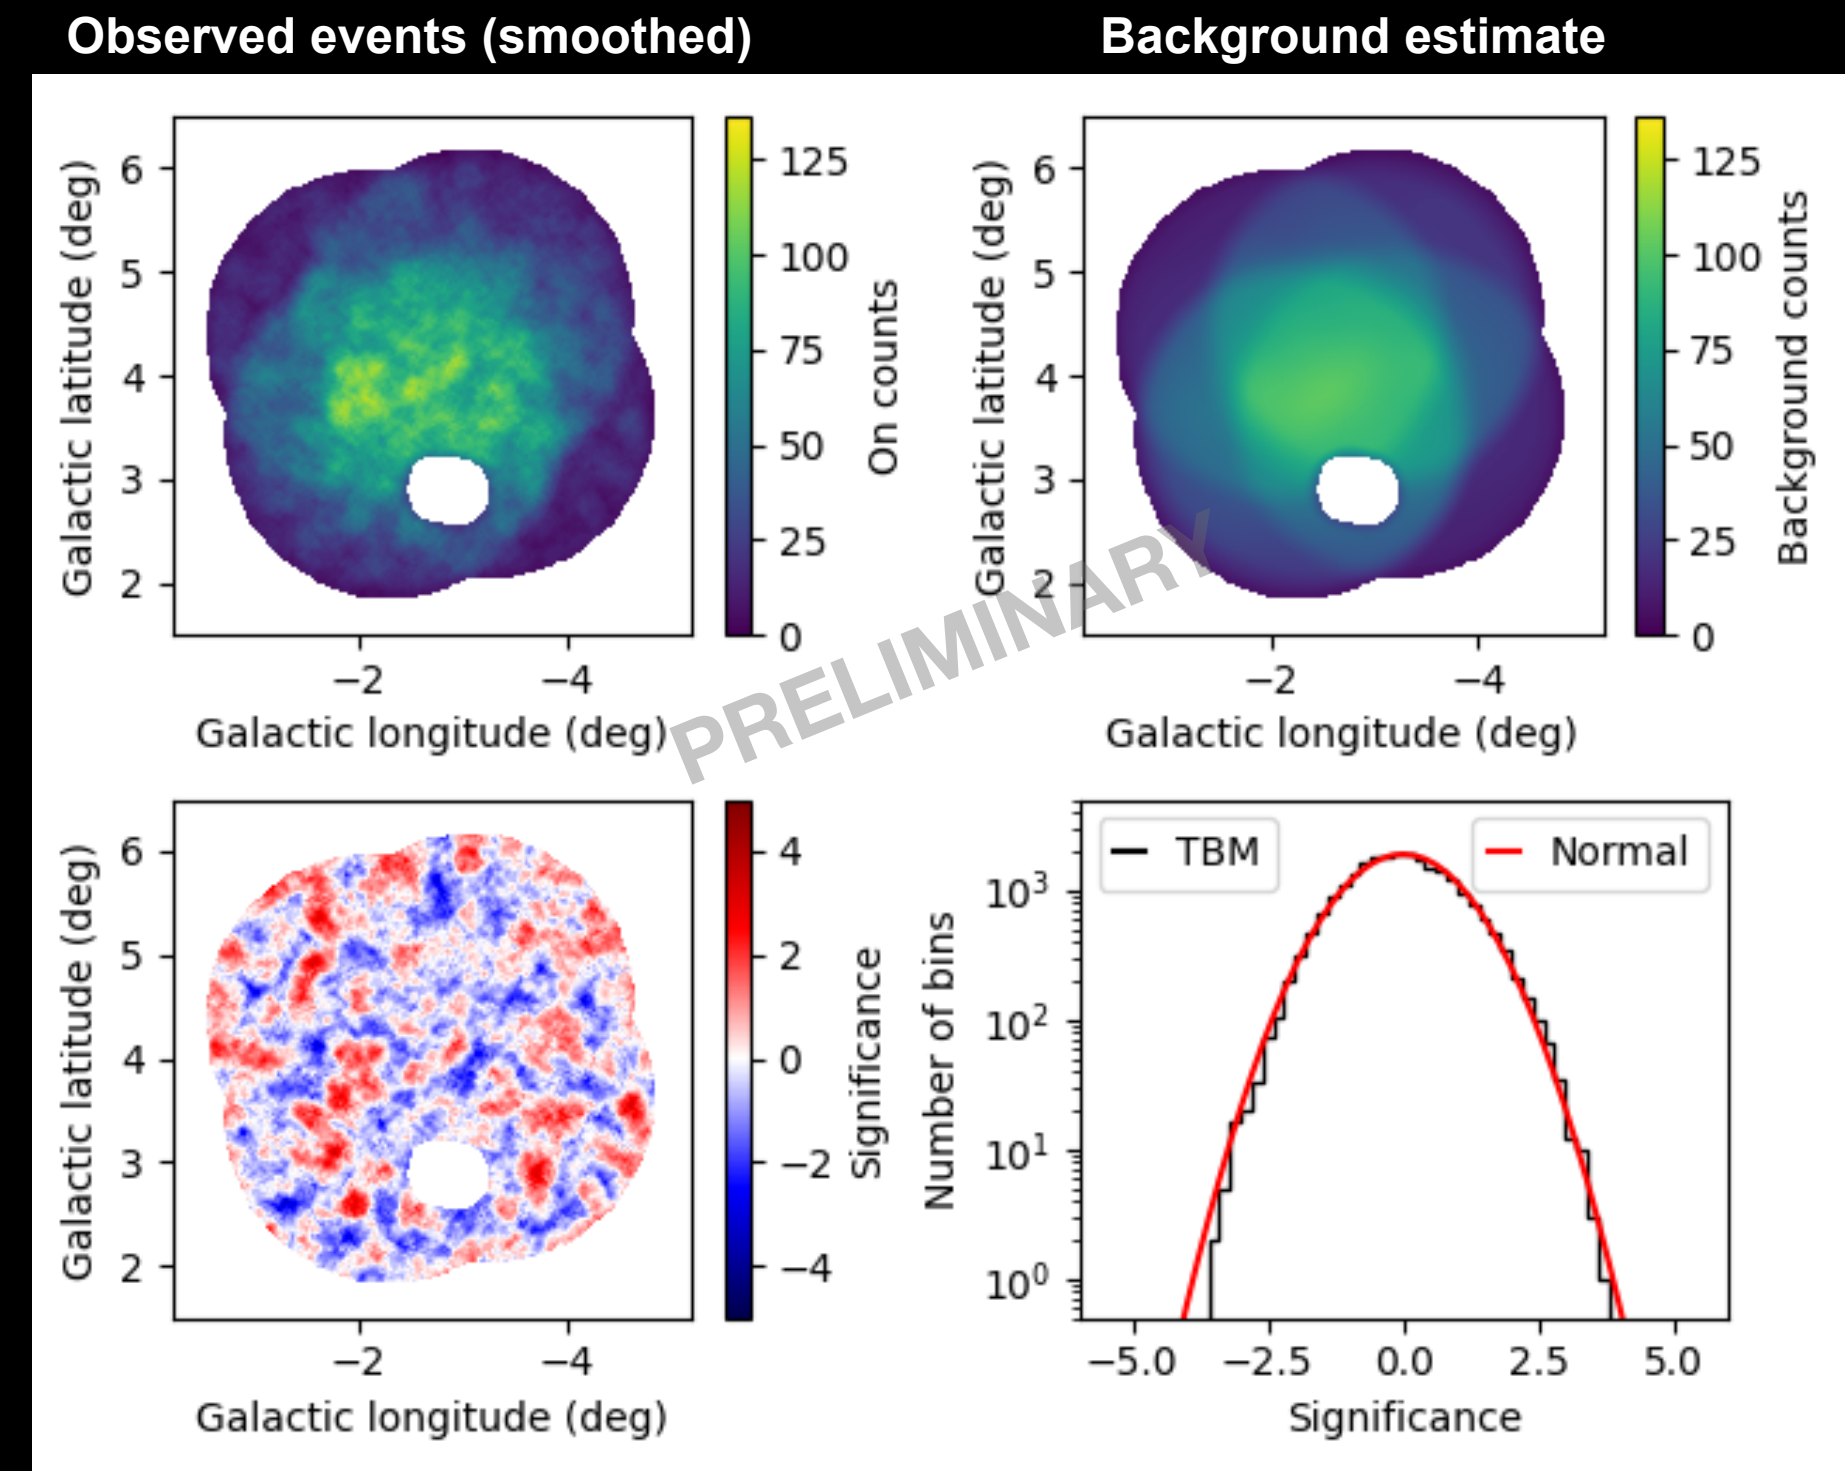 Observed events (smoothed)
Background estimate
Galactic latitude (deg)
6
5
4
3
2
−2
−4
Galactic longitude (deg)
125
100
75
50
25
0
On counts
Galactic latitude (deg)
6
5
4
3
2
−2
−4
Galactic longitude (deg)
125
100
75
50
25
0
Background counts
PRELIMINARY
Galactic latitude (deg)
6
5
4
3
2
−2
−4
Galactic longitude (deg)
4
2
0
−2
−4
Significance
Number of bins
10³
10²
10¹
10⁰
TBM
Normal
−5.0
−2.5
0.0
2.5
5.0
Significance